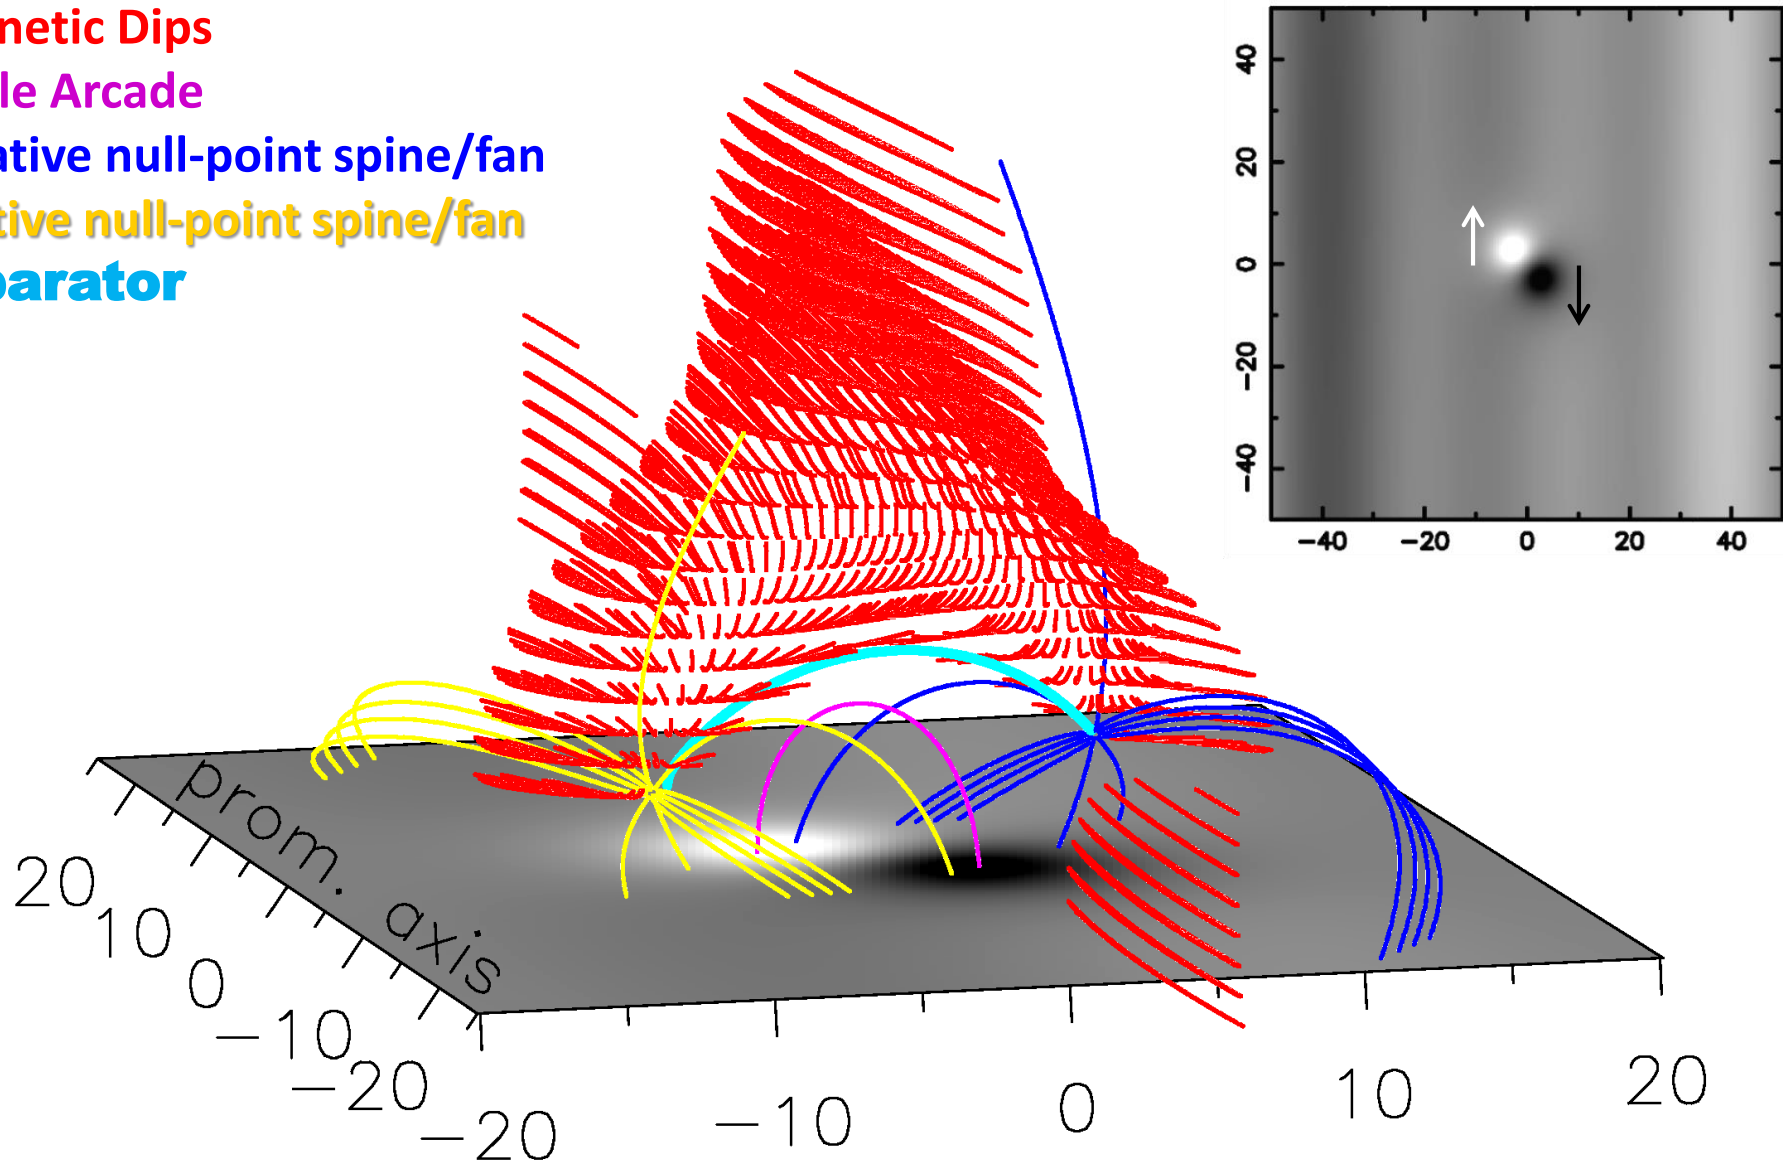 netic Dips
le Arcade
ative null-point spine/fan
tive null-point spine/fan
parator
40
20
0
−20
−40
−40 −20 0 20 40
prom. axis
20
10
0
−10
−20
−20 −10 0 10 20